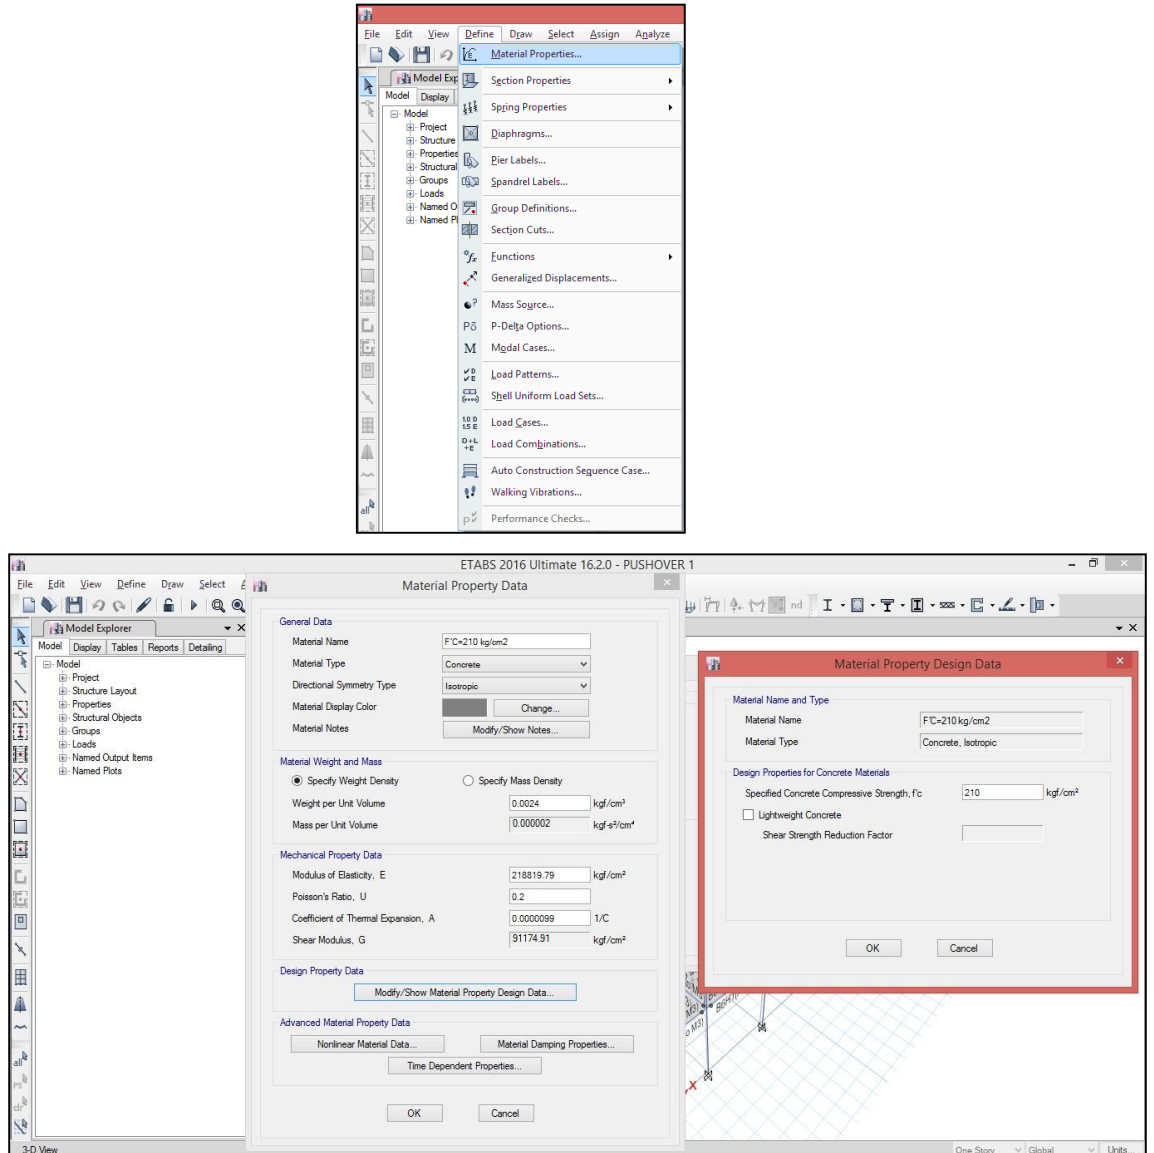 File Edit View Define Draw Select Assign Analyze
Material Properties...
Model Exp
Section Properties
Model Display
Model
Spring Properties
Project
Structure
Diaphragms...
Properties
Pier Labels...
Structural
Groups
Spandrel Labels...
Loads
Named O
Group Definitions...
Named Pl
Section Cuts...
Functions
Generalized Displacements...
Mass Source...
P-Delta Options...
Modal Cases...
Load Patterns...
Shell Uniform Load Sets...
Load Cases...
Load Combinations...
Auto Construction Sequence Case...
Walking Vibrations...
Performance Checks...
all
ETABS 2016 Ultimate 16.2.0 - PUSHOVER 1
File Edit View Define Draw Select A
nd
Model Explorer
Model Display Tables Reports Detailing
Model
Project
Structure Layout
Properties
Structural Objects
Groups
Loads
Named Output Items
Named Plots
all
PS
clr
3-D View
Material Property Data
General Data
Material Name F'C=210 kg/cm2
Material Type Concrete
Directional Symmetry Type Isotropic
Material Display Color Change...
Material Notes Modify/Show Notes...
Material Weight and Mass
Specify Weight Density Specify Mass Density
Weight per Unit Volume 0.0024 kgf/cm³
Mass per Unit Volume 0.000002 kgf-s²/cm⁴
Mechanical Property Data
Modulus of Elasticity, E 218819.79 kgf/cm²
Poisson's Ratio, U 0.2
Coefficient of Thermal Expansion, A 0.0000099 1/C
Shear Modulus, G 91174.91 kgf/cm²
Design Property Data
Modify/Show Material Property Design Data...
Advanced Material Property Data
Nonlinear Material Data... Material Damping Properties...
Time Dependent Properties...
OK Cancel
Material Property Design Data
Material Name and Type
Material Name F'C=210 kg/cm2
Material Type Concrete, Isotropic
Design Properties for Concrete Materials
Specified Concrete Compressive Strength, f'c 210 kgf/cm²
Lightweight Concrete
Shear Strength Reduction Factor
OK Cancel
X
One Story Global Units...